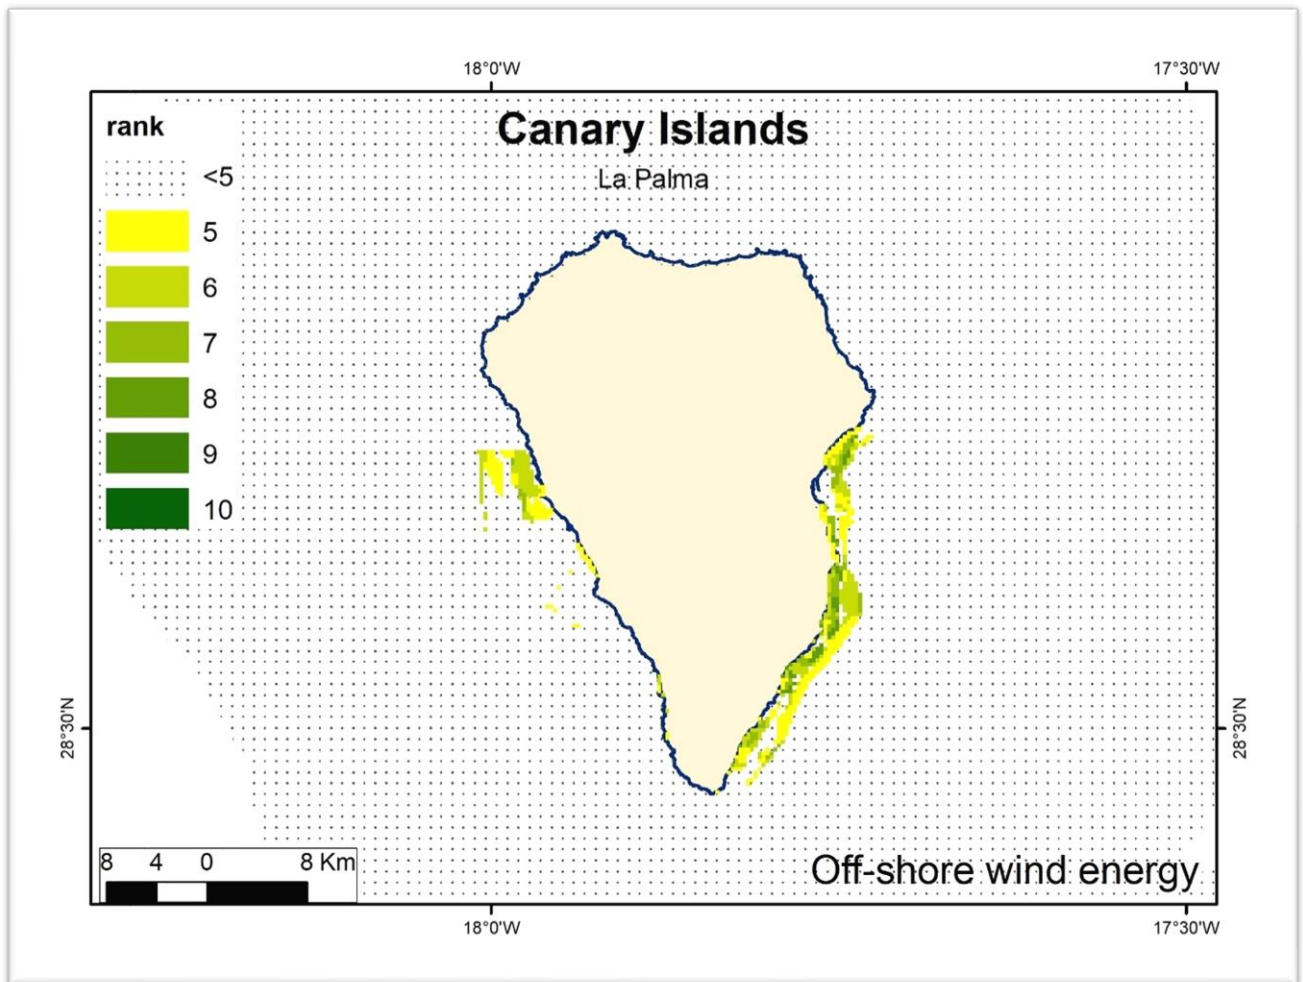 18°0'W 17°30'W
rank
Canary Islands
<5
La Palma
5
6
7
8
9
10
28°30'N 28°30'N
8 4 0 8 Km
Off-shore wind energy
18°0'W 17°30'W